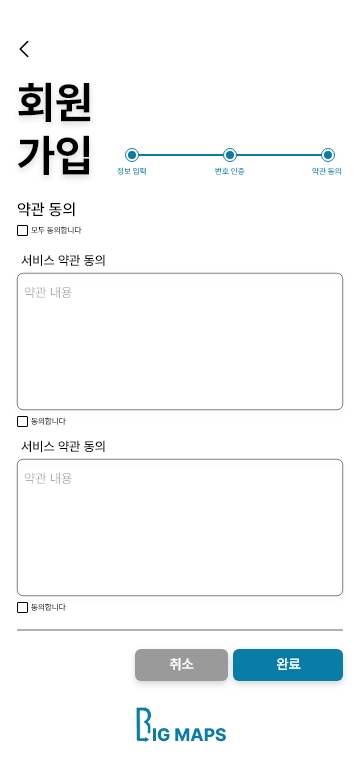 회원
가입
정보 입력
번호 인증
약관 동의
약관 동의
모두 동의합니다
서비스 약관 동의
약관 내용
동의합니다
서비스 약관 동의
약관 내용
동의합니다
취소
완료
BIG MAPS